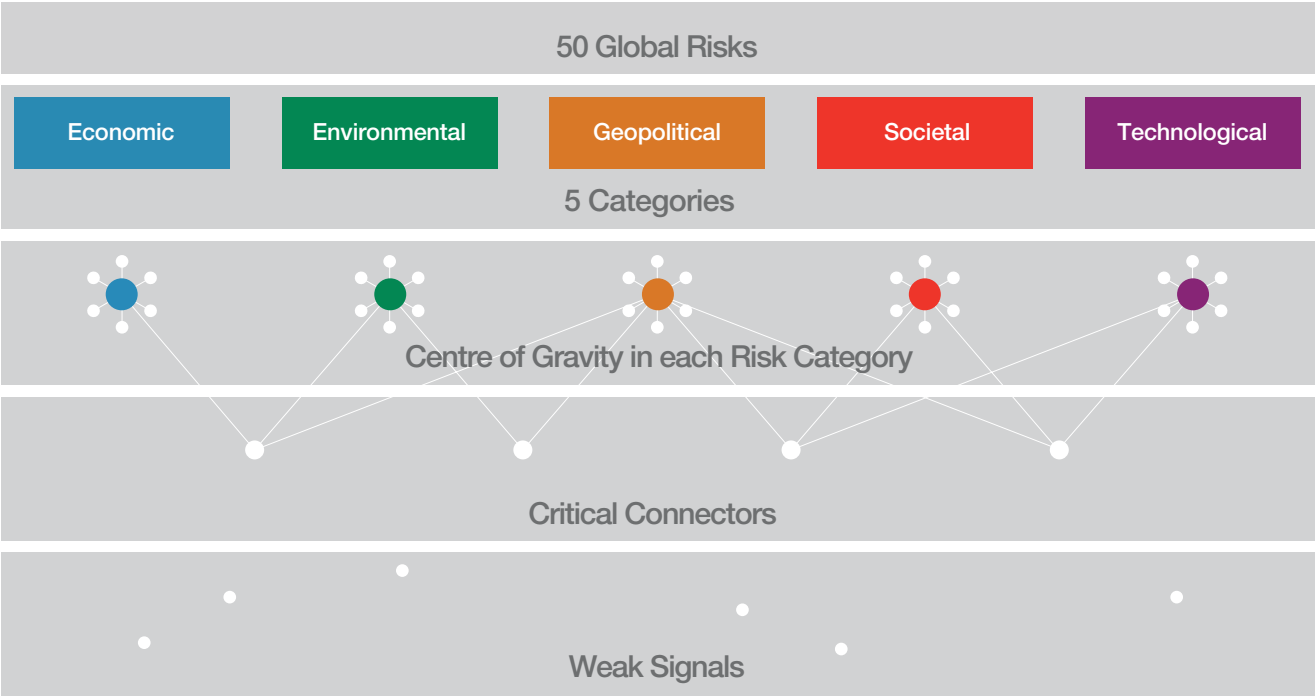 50 Global Risks
Economic
Environmental
Geopolitical
Societal
Technological
5 Categories
Centre of Gravity in each Risk Category
Critical Connectors
Weak Signals